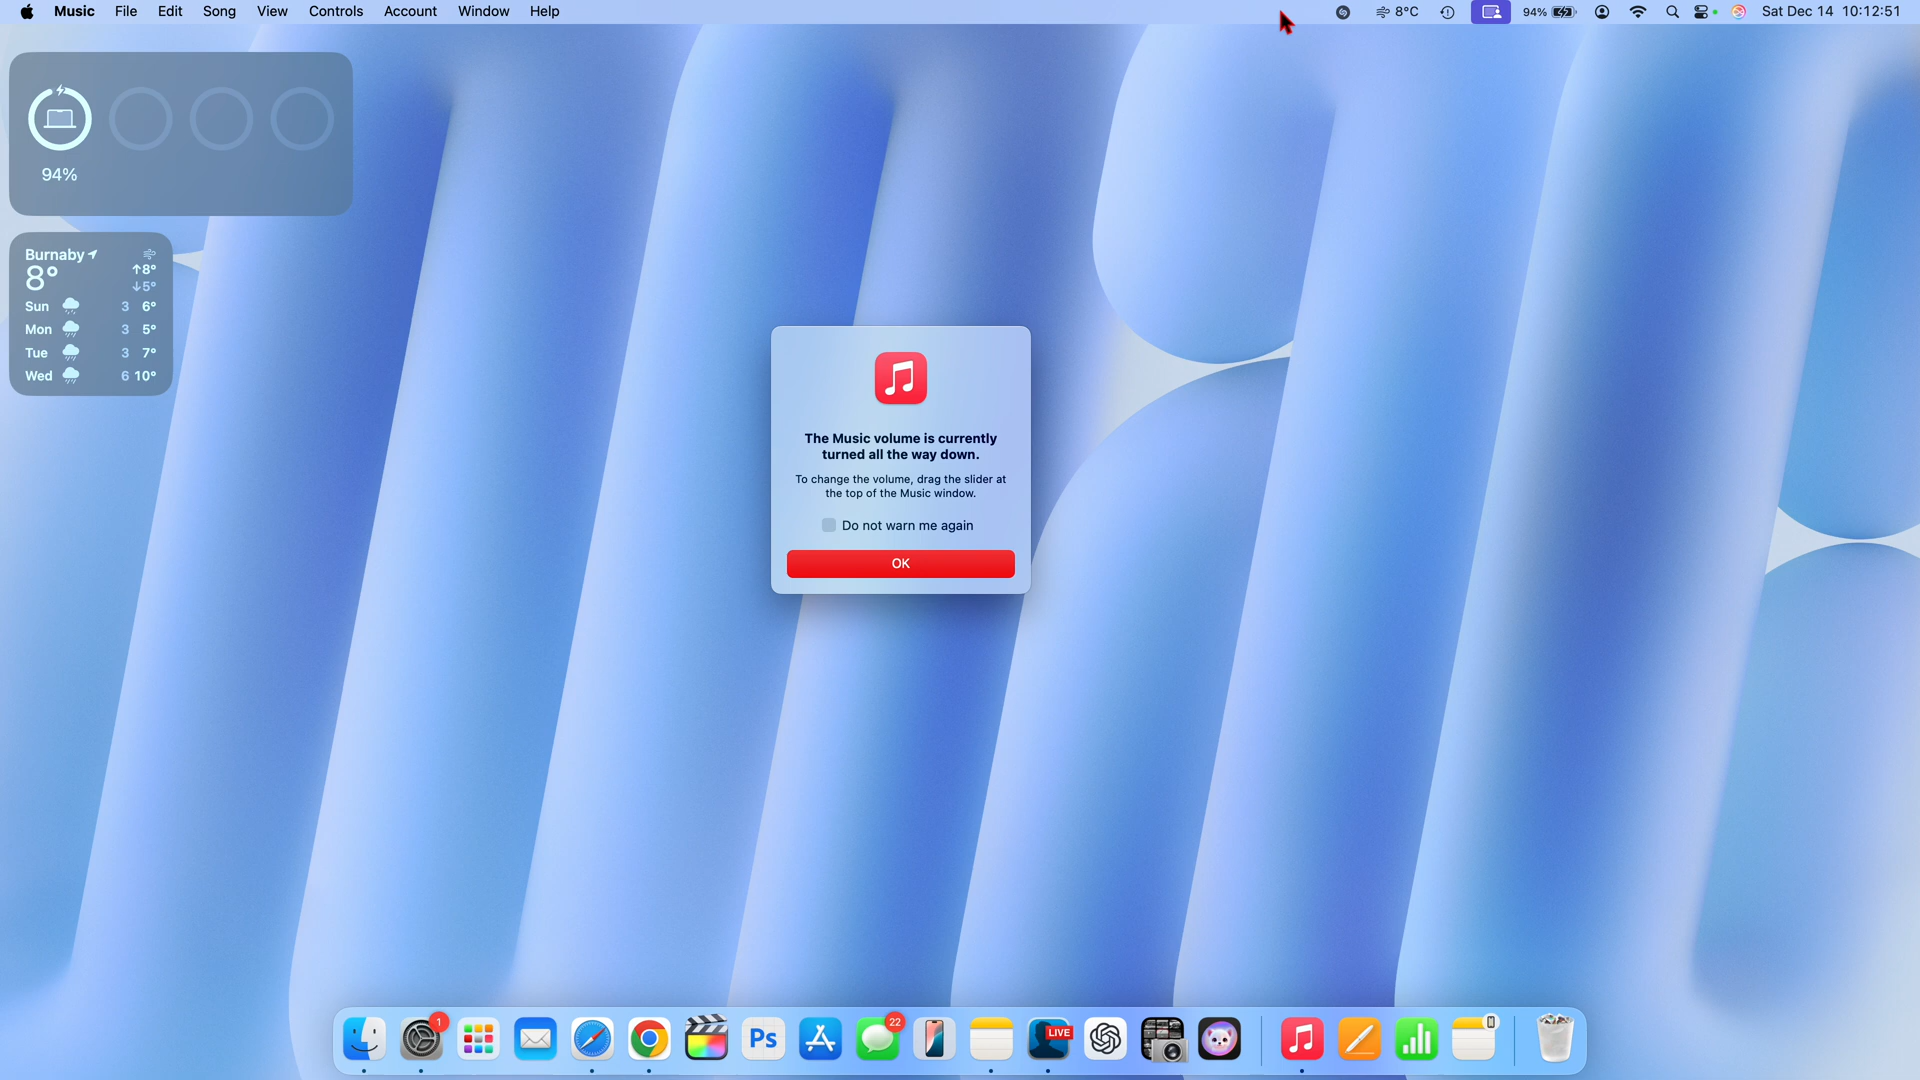 Music File Edit Song View Controls Account Window Help 8°C 94% Sat Dec 14 10:12:51
94%
Burnaby
8°
↑8°
↓5°
Sun 3 6°
Mon 3 5°
Tue 3 7°
Wed 6 10°
The Music volume is currently
turned all the way down.
To change the volume, drag the slider at
the top of the Music window.
Do not warn me again
OK
1
Ps
22
LIVE